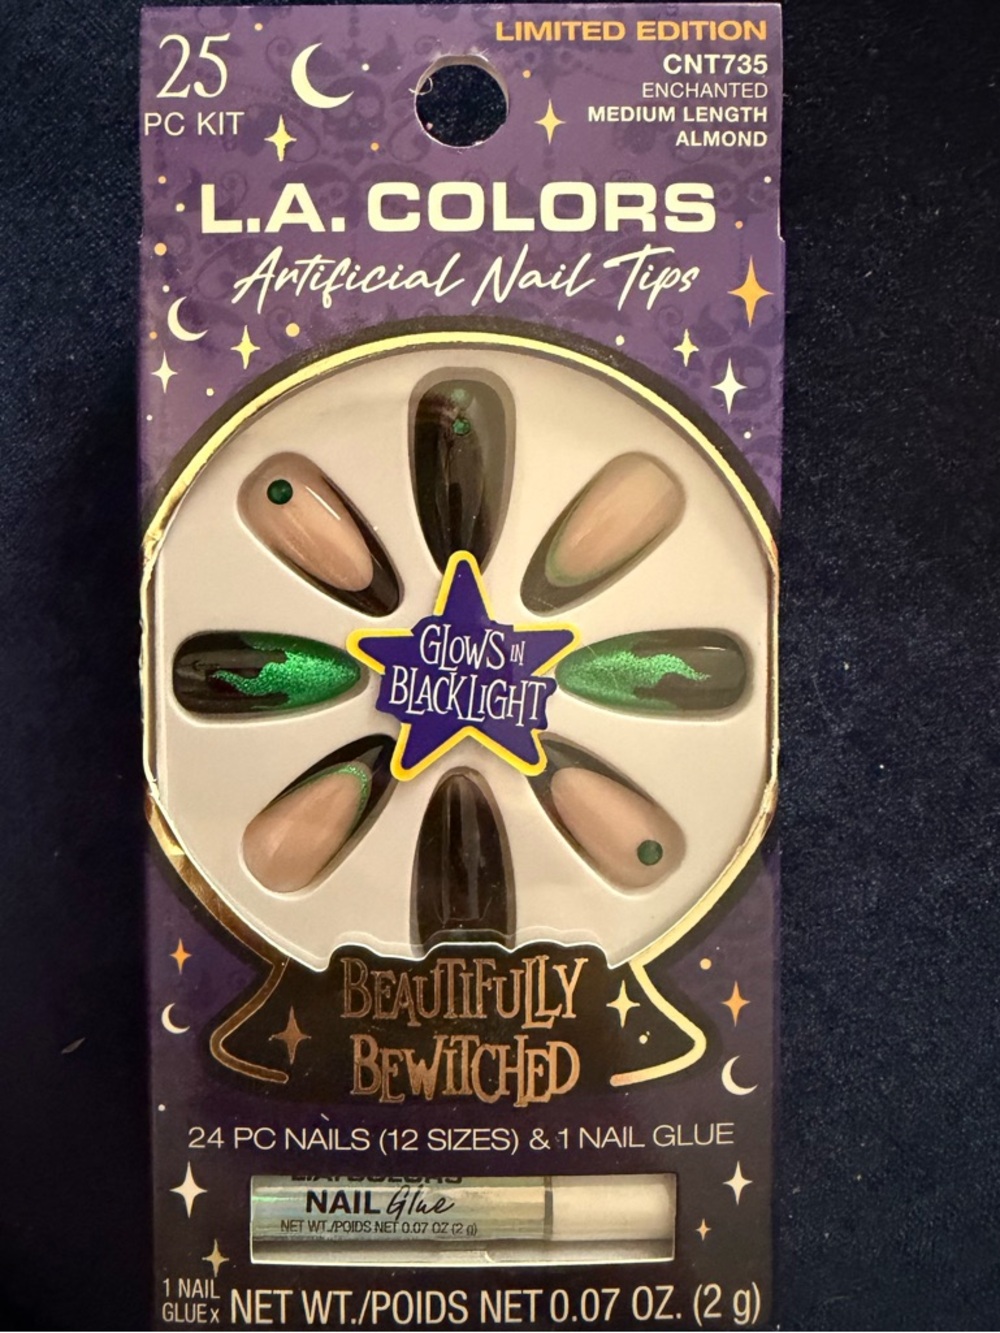 25
PC KIT
LIMITED EDITION
CNT735
ENCHANTED
MEDIUM LENGTH
ALMOND
L.A. COLORS
Artificial Nail Tips
GLOWS IN
BLACKLIGHT
BEAUTIFULLY
BEWITCHED
24 PC NAILS (12 SIZES) & 1 NAIL GLUE
L.A. COLORS
NAIL Glue
NET WT./POIDS NET 0.07 OZ (2 g)
1 NAIL
GLUEx
NET WT./POIDS NET 0.07 OZ. (2 g)